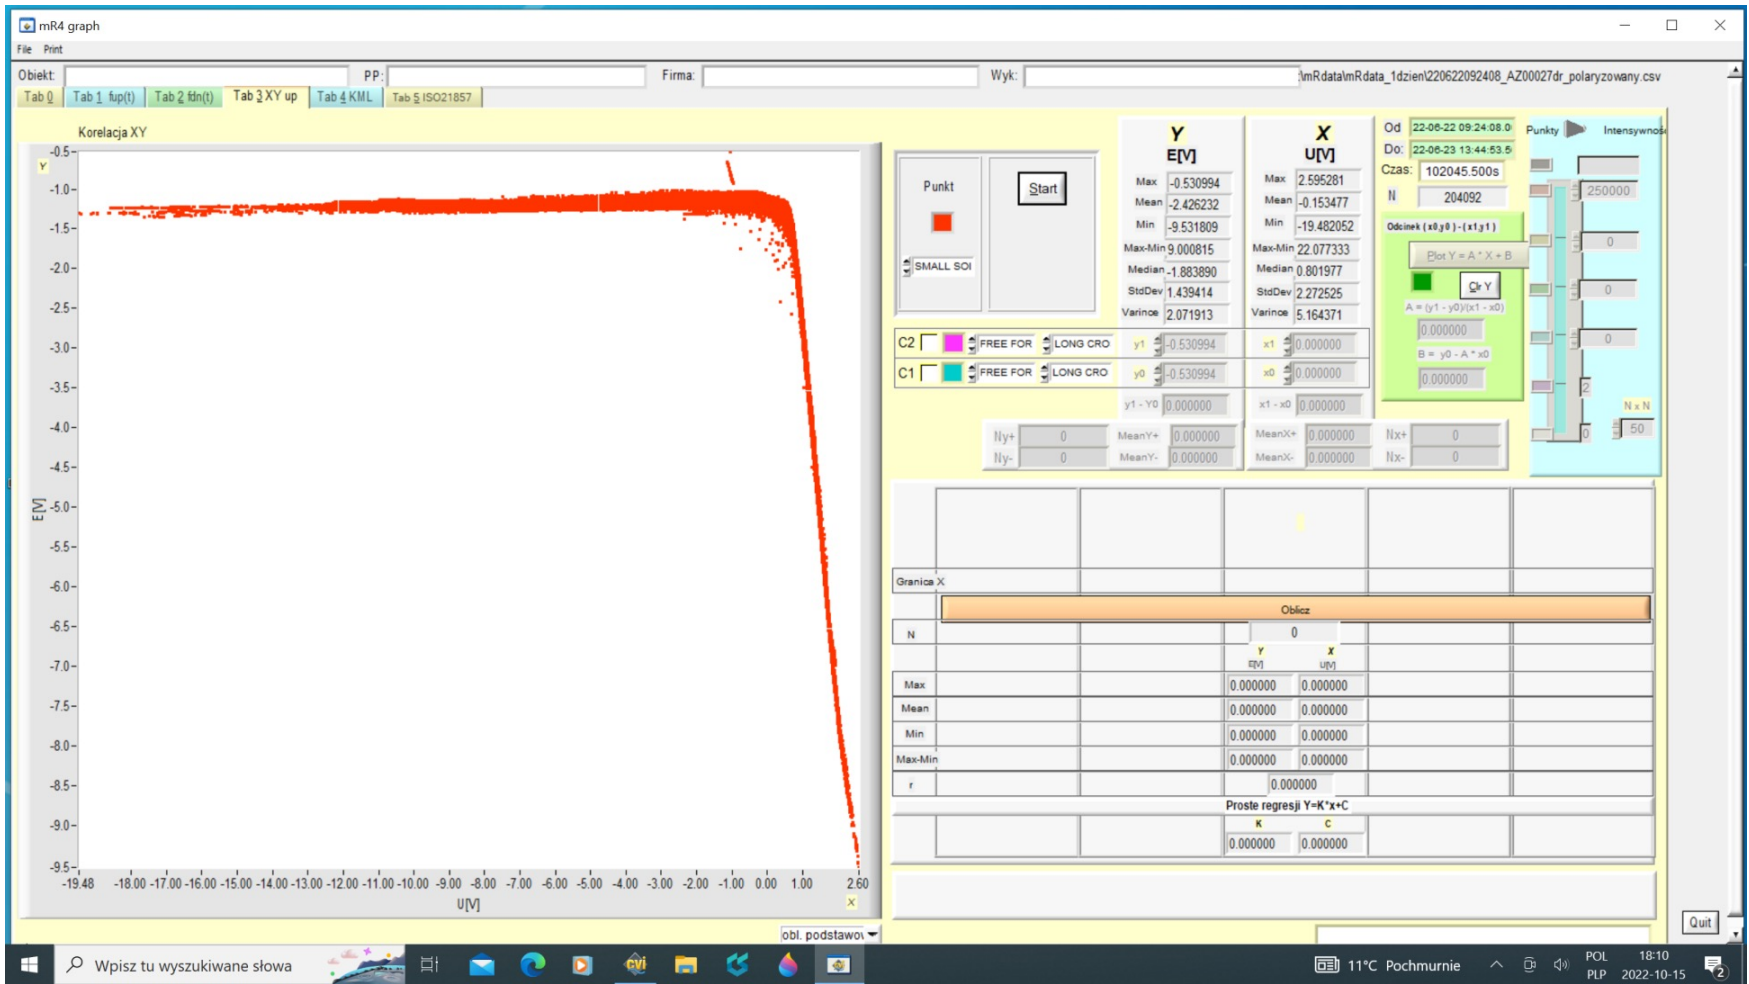 mR4 graph
File Print
Obiekt: PP: Firma: Wyk: :\mRdata\mRdata_1dzien\220622092408_AZ00027dr_polaryzowany.csv
Tab 0 Tab 1 fup(t) Tab 2 fdn(t) Tab 3 XY up Tab 4 KML Tab 5 ISO21857
Korelacja XY
Y
-0.5-
-1.0-
-1.5-
-2.0-
-2.5-
-3.0-
-3.5-
-4.0-
-4.5-
-5.0-
-5.5-
-6.0-
-6.5-
-7.0-
-7.5-
-8.0-
-8.5-
-9.0-
-9.5-
E[V]
-19.48 -18.00 -17.00 -16.00 -15.00 -14.00 -13.00 -12.00 -11.00 -10.00 -9.00 -8.00 -7.00 -6.00 -5.00 -4.00 -3.00 -2.00 -1.00 0.00 1.00 2.60
U[V]
X
obl. podstawow
Punkt
SMALL SOI
Start
Y X
E[V] U[V]
Max -0.530994 Max 2.595281
Mean -2.426232 Mean -0.153477
Min -9.531809 Min -19.482052
Max-Min 9.000815 Max-Min 22.077333
Median -1.883890 Median 0.801977
StdDev 1.439414 StdDev 2.272525
Varince 2.071913 Varince 5.164371
C2 FREE FOR LONG CRO y1 -0.530994 x1 0.000000
C1 FREE FOR LONG CRO y0 -0.530994 x0 0.000000
y1 - Y0 0.000000 x1 - x0 0.000000
Ny+ 0 MeanY+ 0.000000 MeanX+ 0.000000 Nx+ 0
Ny- 0 MeanY- 0.000000 MeanX- 0.000000 Nx- 0
Od 22-06-22 09:24:08.0
Do: 22-06-23 13:44:53.5
Czas: 102045.500s
N 204092
Odcinek ( x0,y0 ) - ( x1,y1 )
Plot Y = A * X + B
Clr Y
A = (y1 - y0)/(x1 - x0)
0.000000
B = y0 - A * x0
0.000000
Punkty Intensywnoś
250000
0
0
0
2
0
N x N
50
Granica X
Oblicz
N 0
Y X
E[V] U[V]
Max 0.000000 0.000000
Mean 0.000000 0.000000
Min 0.000000 0.000000
Max-Min 0.000000 0.000000
r 0.000000
Proste regresji Y=K*x+C
K C
0.000000 0.000000
Quit
Wpisz tu wyszukiwane słowa
CVI
11°C Pochmurnie
POL
PLP
18:10
2022-10-15
2